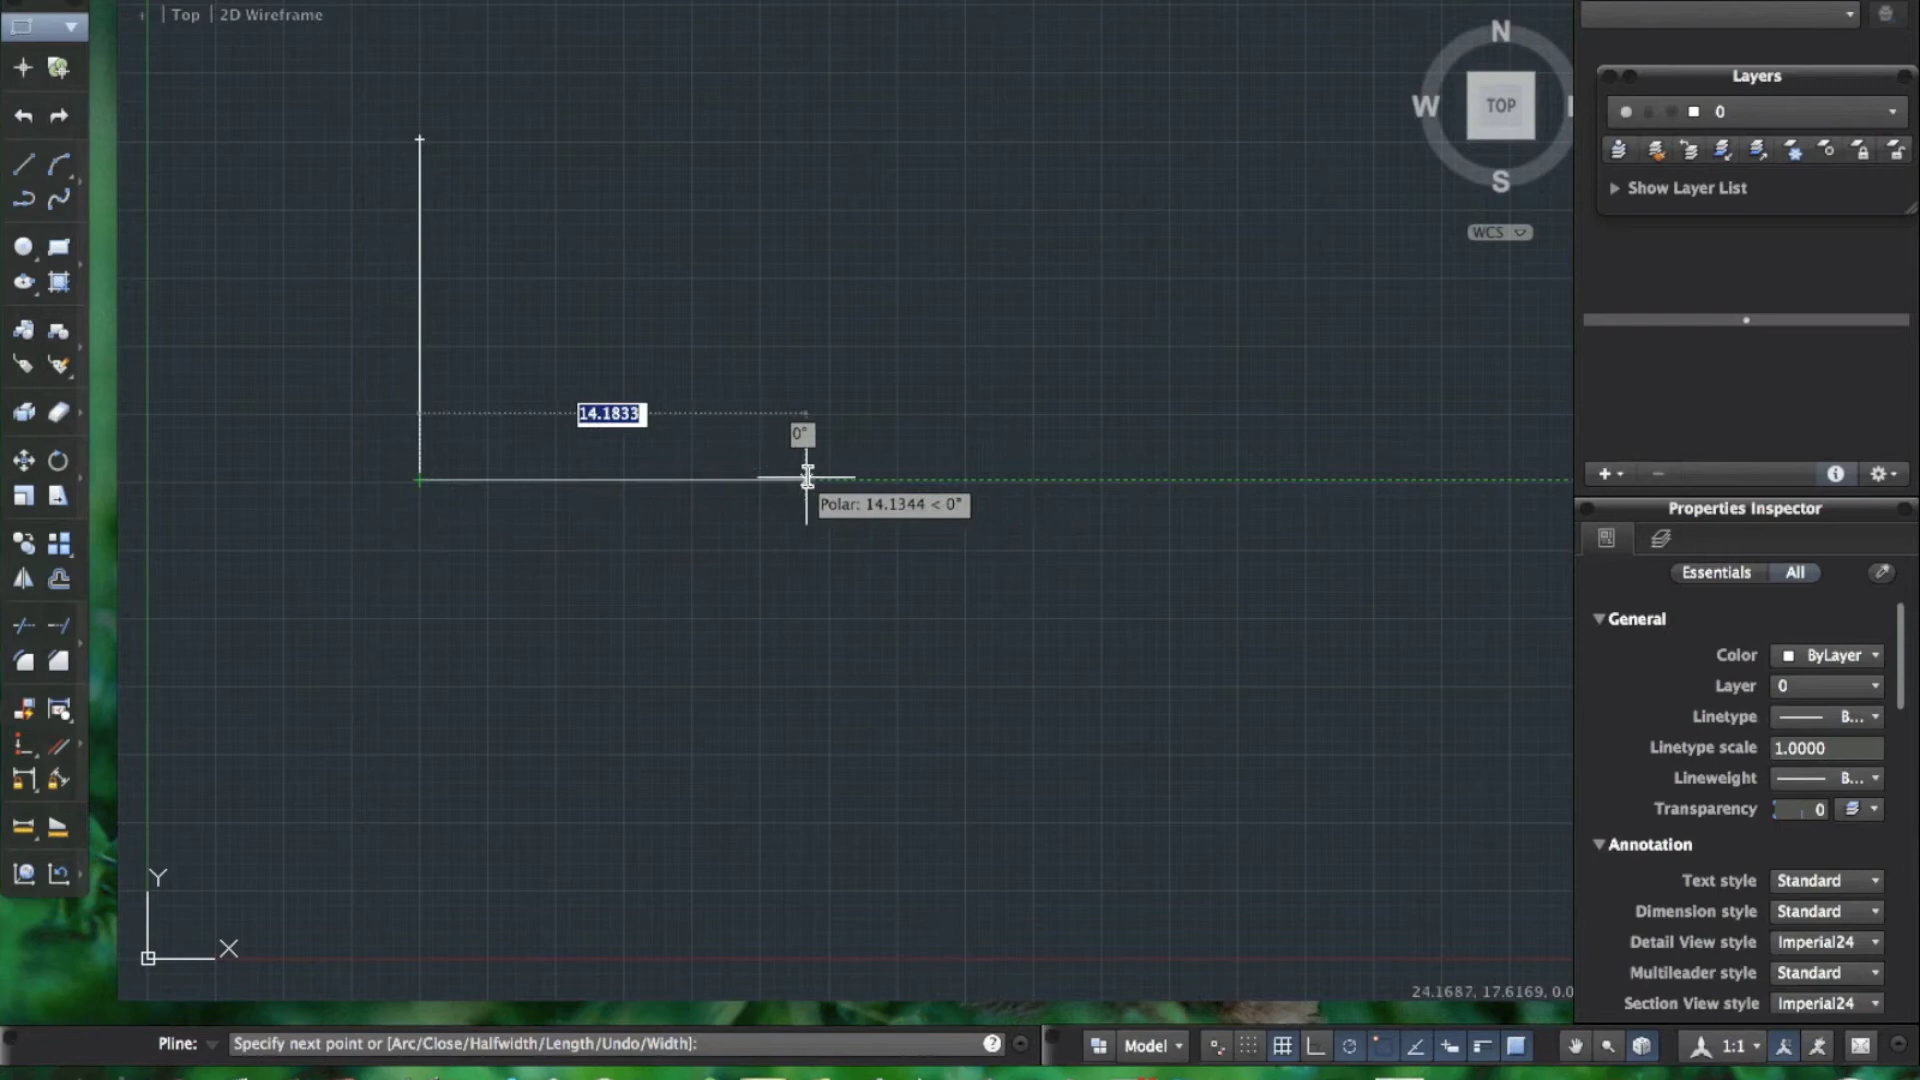 Top
2D Wireframe
N
W
TOP
S
WCS
Layers
0
Show Layer List
14.1833
0°
Polar: 14.1344 < 0°
Properties Inspector
Essentials
All
General
Color
ByLayer
Layer
0
Linetype
B...
Linetype scale
1.0000
Lineweight
B...
Transparency
0
Annotation
Text style
Standard
Dimension style
Standard
Detail View style
Imperial24
Multileader style
Standard
Section View style
Imperial24
Y
X
24.1687, 17.6169, 0.0
Pline:
Specify next point or [Arc/Close/Halfwidth/Length/Undo/Width]:
Model
1:1